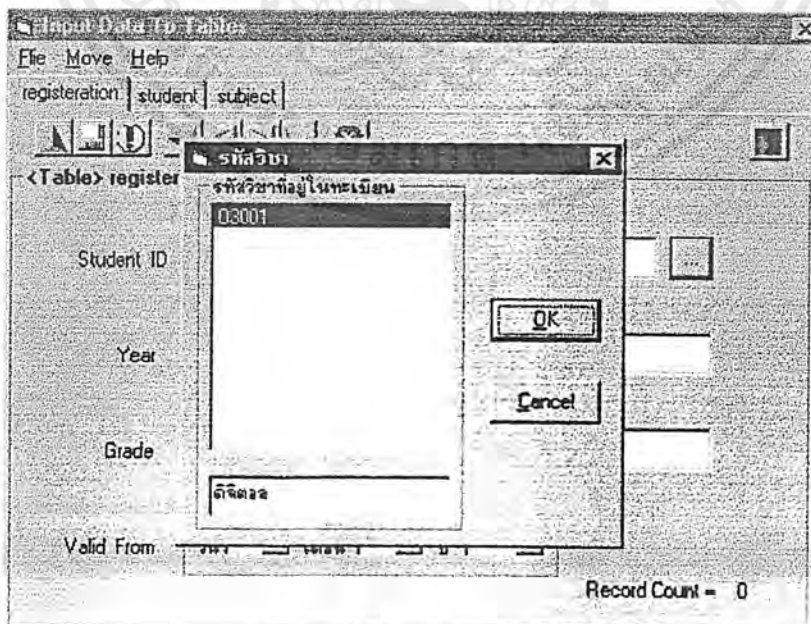 Input Data To Tables
File Move Help
registeration student subject
รหัสวิชา
<Table> register
รหัสวิชาที่อยู่ในทะเบียน
03001
Student ID
...
OK
Year
Cancel
Grade
ดิจิตอล
Valid From
Record Count = 0